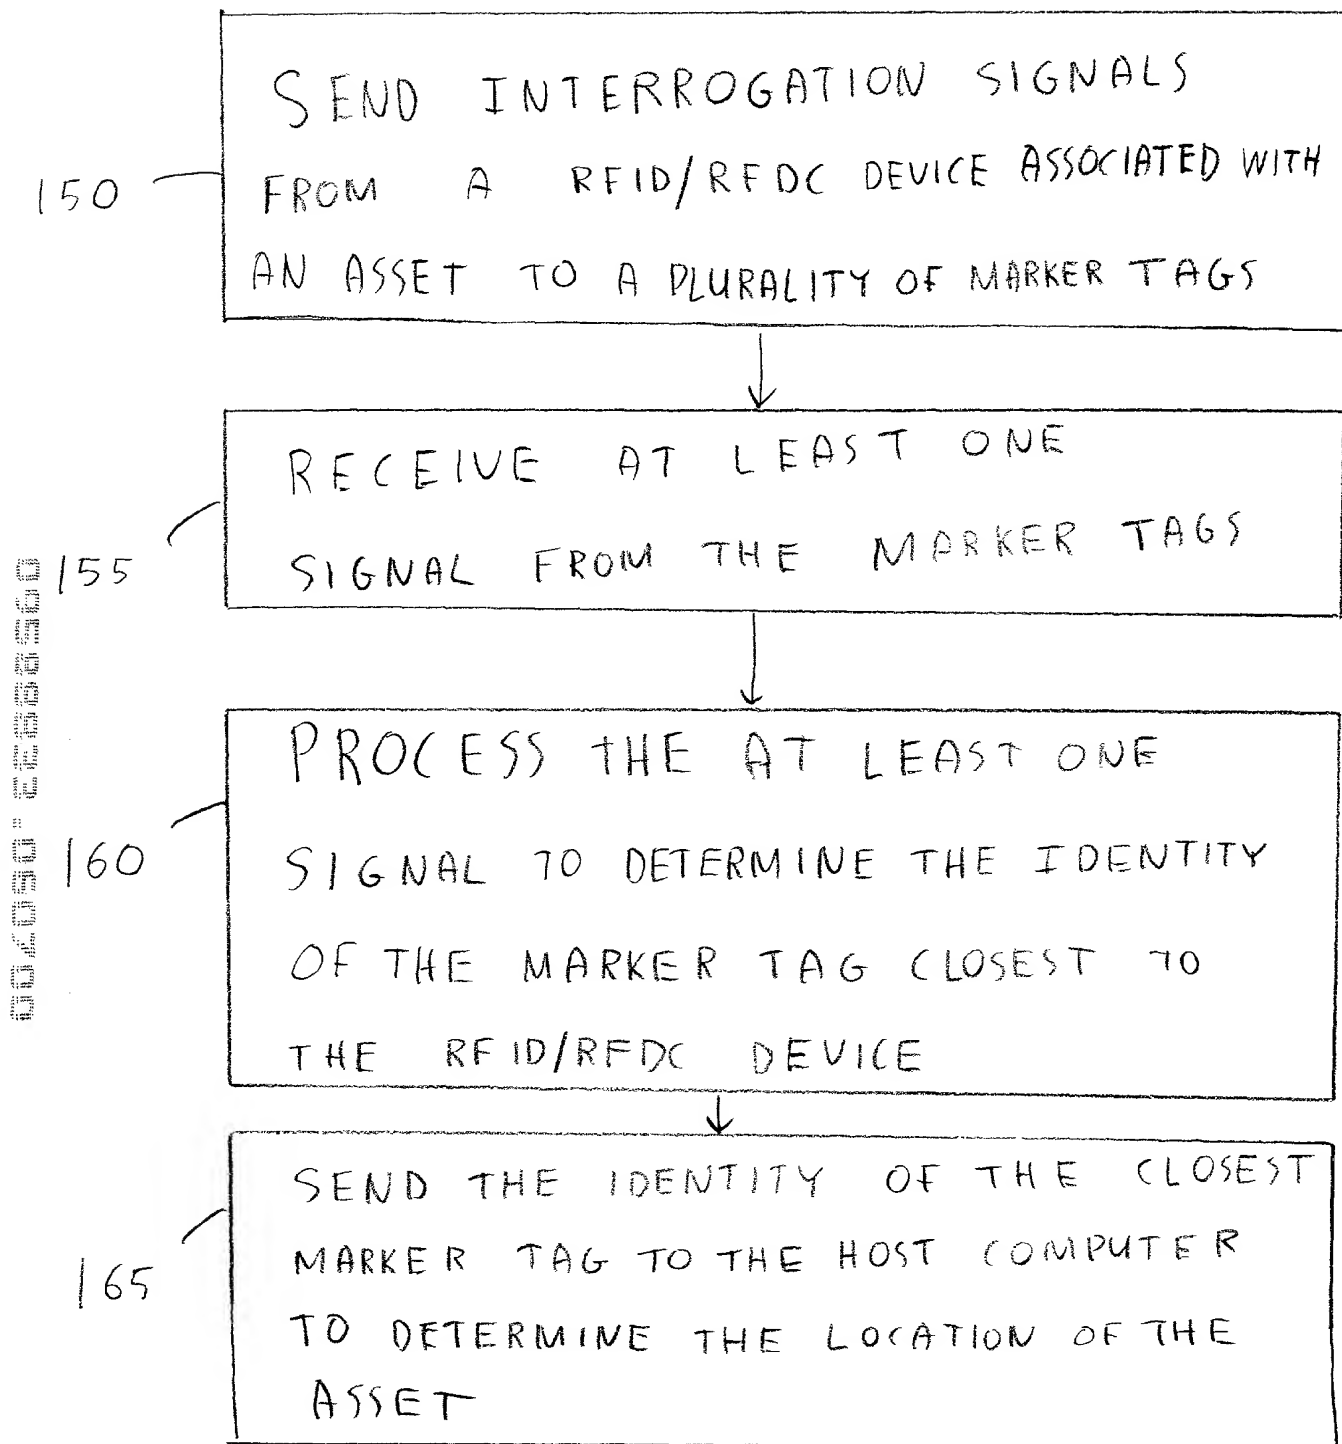 SEND INTERROGATION SIGNALS
150
FROM A RFID/RFDC DEVICE ASSOCIATED WITH
AN ASSET TO A PLURALITY OF MARKER TAGS
RECEIVE AT LEAST ONE
155
SIGNAL FROM THE MARKER TAGS
PROCESS THE AT LEAST ONE
160
SIGNAL TO DETERMINE THE IDENTITY
OF THE MARKER TAG CLOSEST TO
THE RFID/RFDC DEVICE
SEND THE IDENTITY OF THE CLOSEST
165
MARKER TAG TO THE HOST COMPUTER
TO DETERMINE THE LOCATION OF THE
ASSET